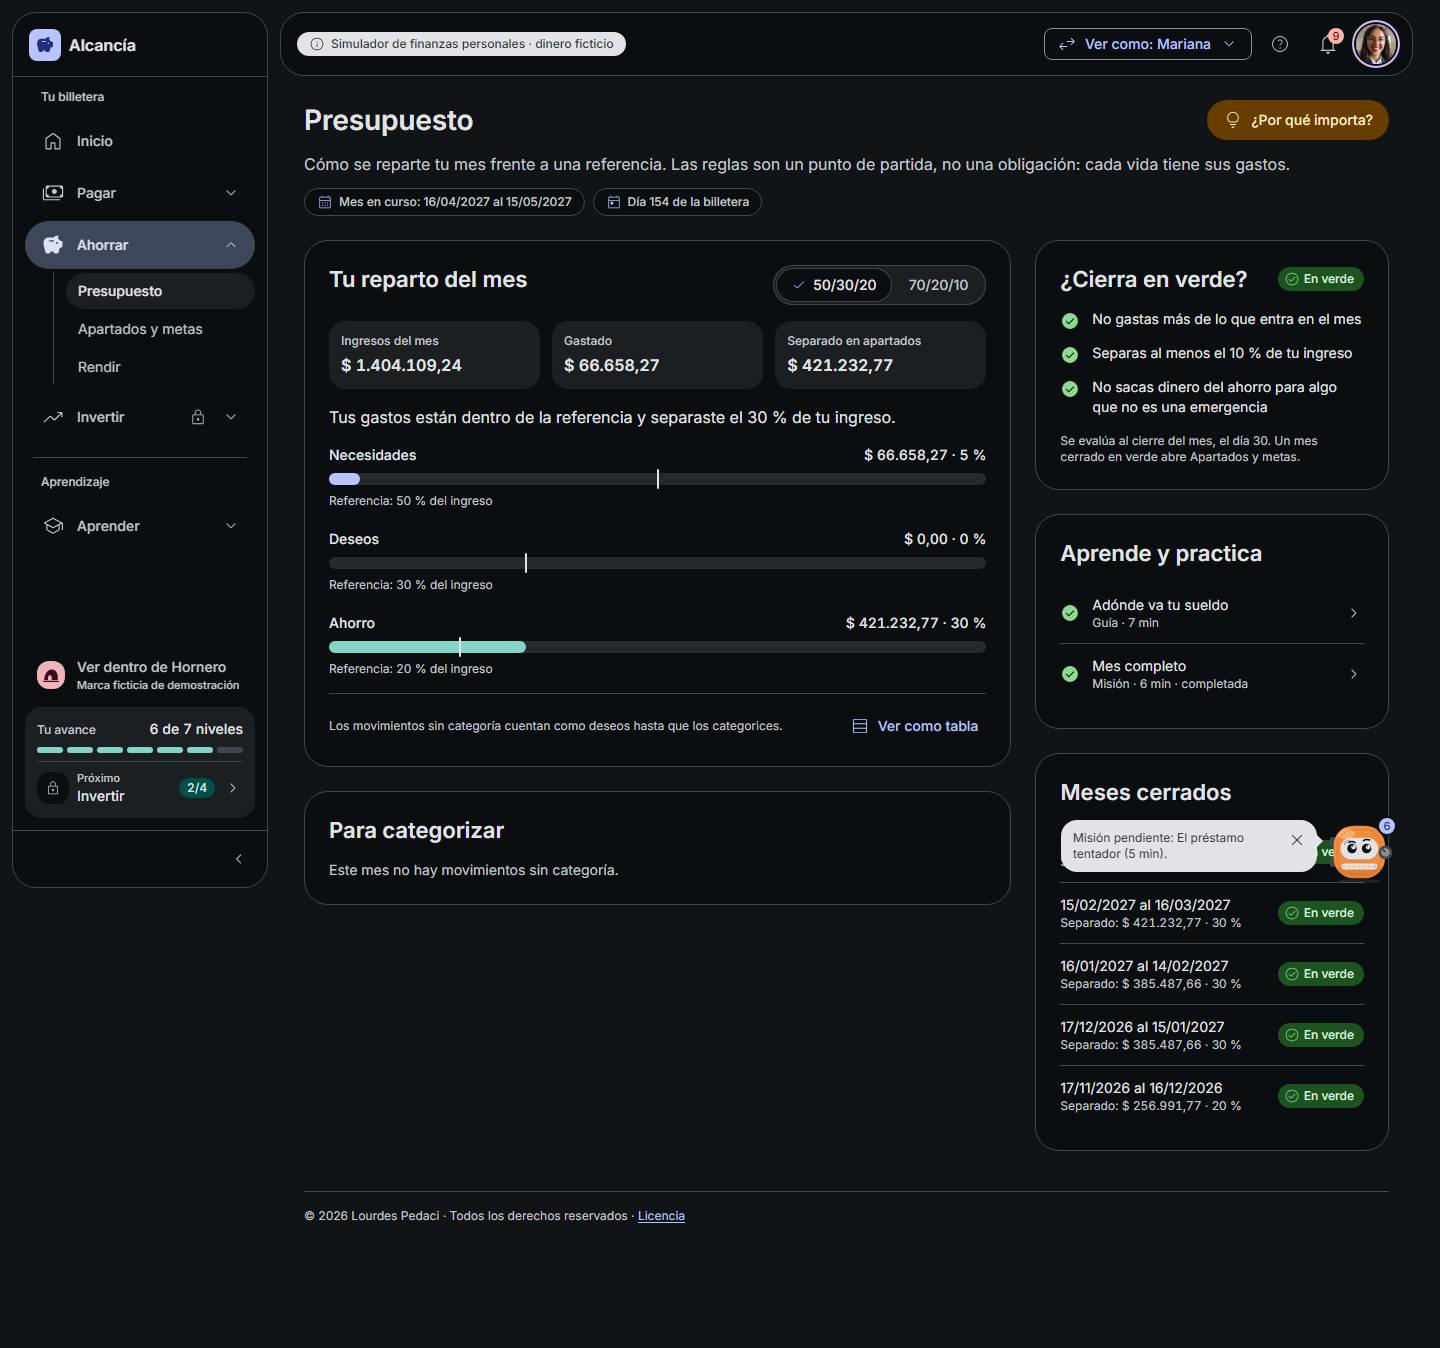 Alcancía
Tu billetera
Inicio
Pagar
Ahorrar
Presupuesto
Apartados y metas
Rendir
Invertir
Aprendizaje
Aprender
Ver dentro de Hornero
Marca ficticia de demostración
Tu avance
6 de 7 niveles
Próximo
Invertir
2/4
Simulador de finanzas personales · dinero ficticio
Ver como: Mariana
9
Presupuesto
¿Por qué importa?
Cómo se reparte tu mes frente a una referencia. Las reglas son un punto de partida, no una obligación: cada vida tiene sus gastos.
Mes en curso: 16/04/2027 al 15/05/2027
Día 154 de la billetera
Tu reparto del mes
50/30/20
70/20/10
Ingresos del mes
$ 1.404.109,24
Gastado
$ 66.658,27
Separado en apartados
$ 421.232,77
Tus gastos están dentro de la referencia y separaste el 30 % de tu ingreso.
Necesidades
$ 66.658,27 · 5 %
Referencia: 50 % del ingreso
Deseos
$ 0,00 · 0 %
Referencia: 30 % del ingreso
Ahorro
$ 421.232,77 · 30 %
Referencia: 20 % del ingreso
Los movimientos sin categoría cuentan como deseos hasta que los categorices.
Ver como tabla
Para categorizar
Este mes no hay movimientos sin categoría.
¿Cierra en verde?
En verde
No gastas más de lo que entra en el mes
Separas al menos el 10 % de tu ingreso
No sacas dinero del ahorro para algo
que no es una emergencia
Se evalúa al cierre del mes, el día 30. Un mes
cerrado en verde abre Apartados y metas.
Aprende y practica
Adónde va tu sueldo
Guía · 7 min
Mes completo
Misión · 6 min · completada
Meses cerrados
Misión pendiente: El préstamo
tentador (5 min).
6
15/02/2027 al 16/03/2027
Separado: $ 421.232,77 · 30 %
En verde
16/01/2027 al 14/02/2027
Separado: $ 385.487,66 · 30 %
En verde
17/12/2026 al 15/01/2027
Separado: $ 385.487,66 · 30 %
En verde
17/11/2026 al 16/12/2026
Separado: $ 256.991,77 · 20 %
En verde
© 2026 Lourdes Pedaci · Todos los derechos reservados · Licencia